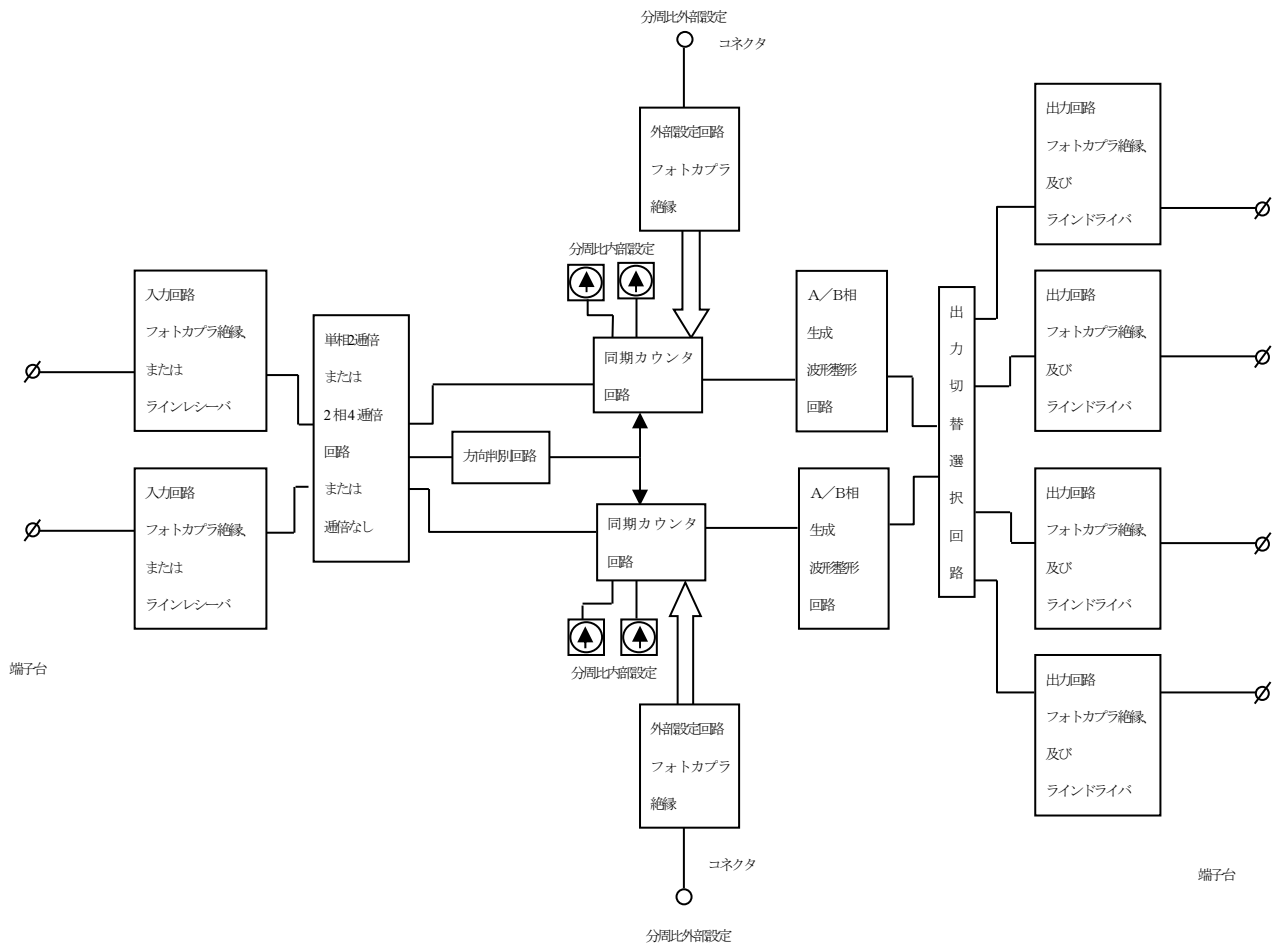 分周比外部設定
コネクタ
外部設定回路
フォトカプラ
絶縁
分周比内部設定
入力回路
フォトカプラ絶縁、
または
ラインレシーバ
入力回路
フォトカプラ絶縁、
または
ラインレシーバ
端子台
単相2逓倍
または
2相4逓倍
回路
または
逓倍なし
方向判別回路
同期カウンタ
回路
同期カウンタ
回路
分周比内部設定
外部設定回路
フォトカプラ
絶縁
コネクタ
分周比外部設定
A／B相
生成
波形整形
回路
A／B相
生成
波形整形
回路
出
力
切
替
選
択
回
路
出力回路
フォトカプラ絶縁、
及び
ラインドライバ
出力回路
フォトカプラ絶縁、
及び
ラインドライバ
出力回路
フォトカプラ絶縁、
及び
ラインドライバ
出力回路
フォトカプラ絶縁、
及び
ラインドライバ
端子台